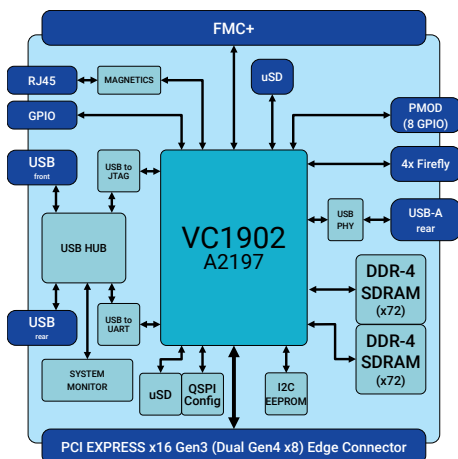 FMC+
RJ45
MAGNETICS
uSD
GPIO
PMOD
(8 GPIO)
USB
front
USB to
JTAG
4x Firefly
VC1902
A2197
USB
PHY
USB-A
rear
USB HUB
DDR-4
SDRAM
(x72)
USB
rear
USB to
UART
DDR-4
SDRAM
(x72)
SYSTEM
MONITOR
uSD
QSPI
Config
I2C
EEPROM
PCI EXPRESS x16 Gen3 (Dual Gen4 x8) Edge Connector